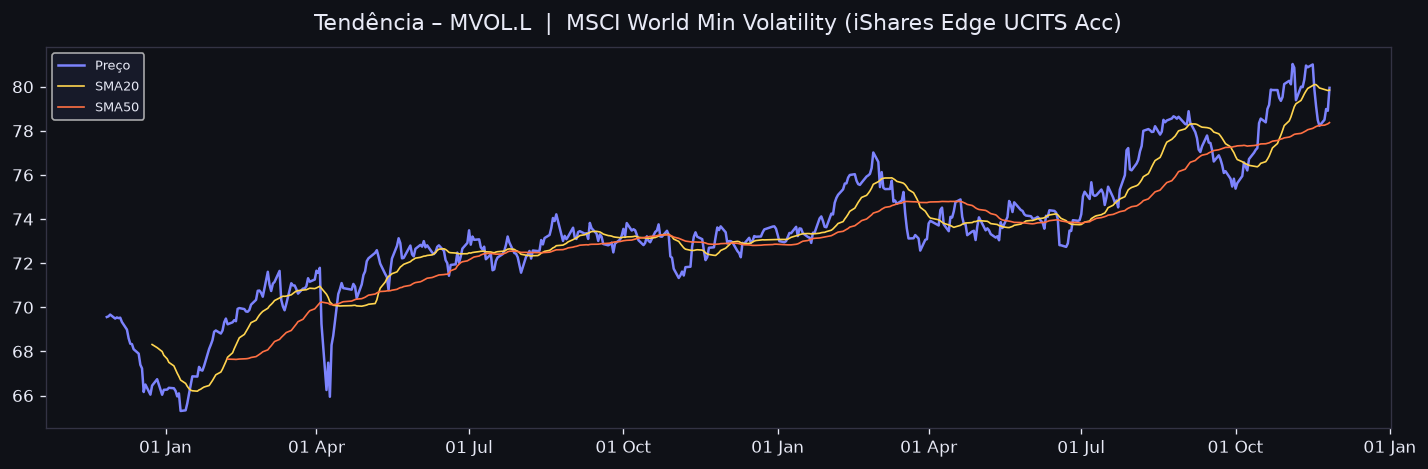 Tendência – MVOL.L | MSCI World Min Volatility (iShares Edge UCITS Acc)
Preço
SMA20
SMA50
80
78
76
74
72
70
68
66
01 Jan 01 Apr 01 Jul 01 Oct 01 Jan 01 Apr 01 Jul 01 Oct 01 Jan